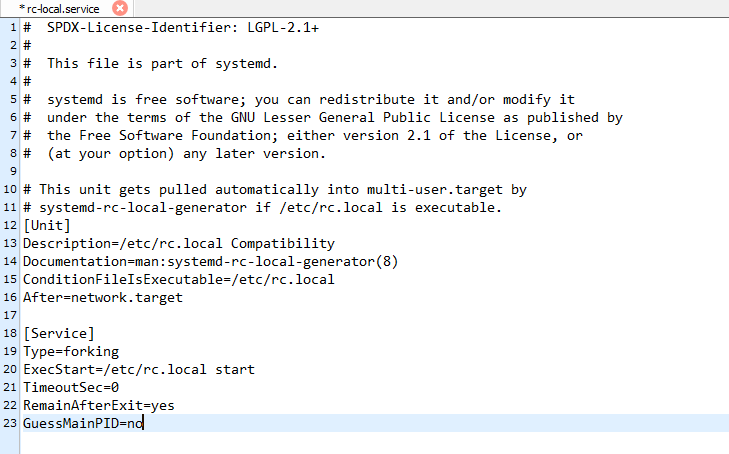 * rc-local.service
1 #  SPDX-License-Identifier: LGPL-2.1+
2 #
3 #  This file is part of systemd.
4 #
5 #  systemd is free software; you can redistribute it and/or modify it
6 #  under the terms of the GNU Lesser General Public License as published by
7 #  the Free Software Foundation; either version 2.1 of the License, or
8 #  (at your option) any later version.
9
10 # This unit gets pulled automatically into multi-user.target by
11 # systemd-rc-local-generator if /etc/rc.local is executable.
12 [Unit]
13 Description=/etc/rc.local Compatibility
14 Documentation=man:systemd-rc-local-generator(8)
15 ConditionFileIsExecutable=/etc/rc.local
16 After=network.target
17
18 [Service]
19 Type=forking
20 ExecStart=/etc/rc.local start
21 TimeoutSec=0
22 RemainAfterExit=yes
23 GuessMainPID=no